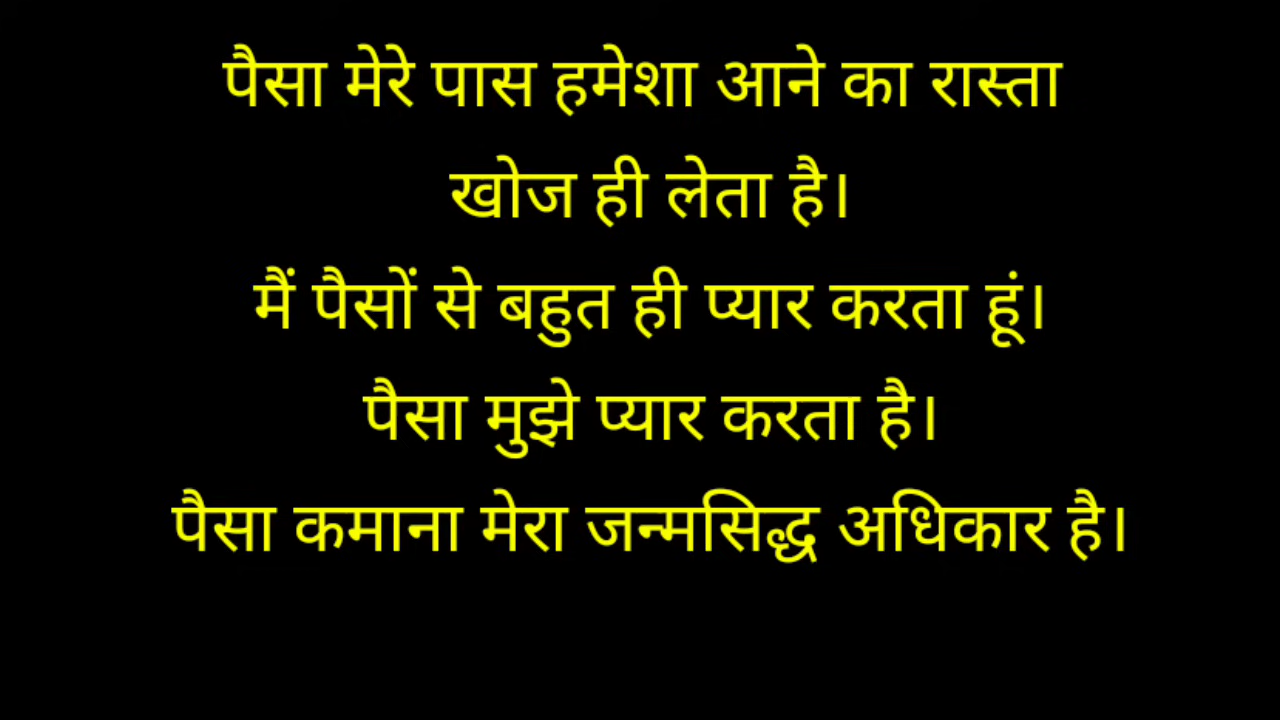 पैसा मेरे पास हमेशा आने का रास्ता
खोज ही लेता है।
मैं पैसों से बहुत ही प्यार करता हूं।
पैसा मुझे प्यार करता है।
पैसा कमाना मेरा जन्मसिद्ध अधिकार है।